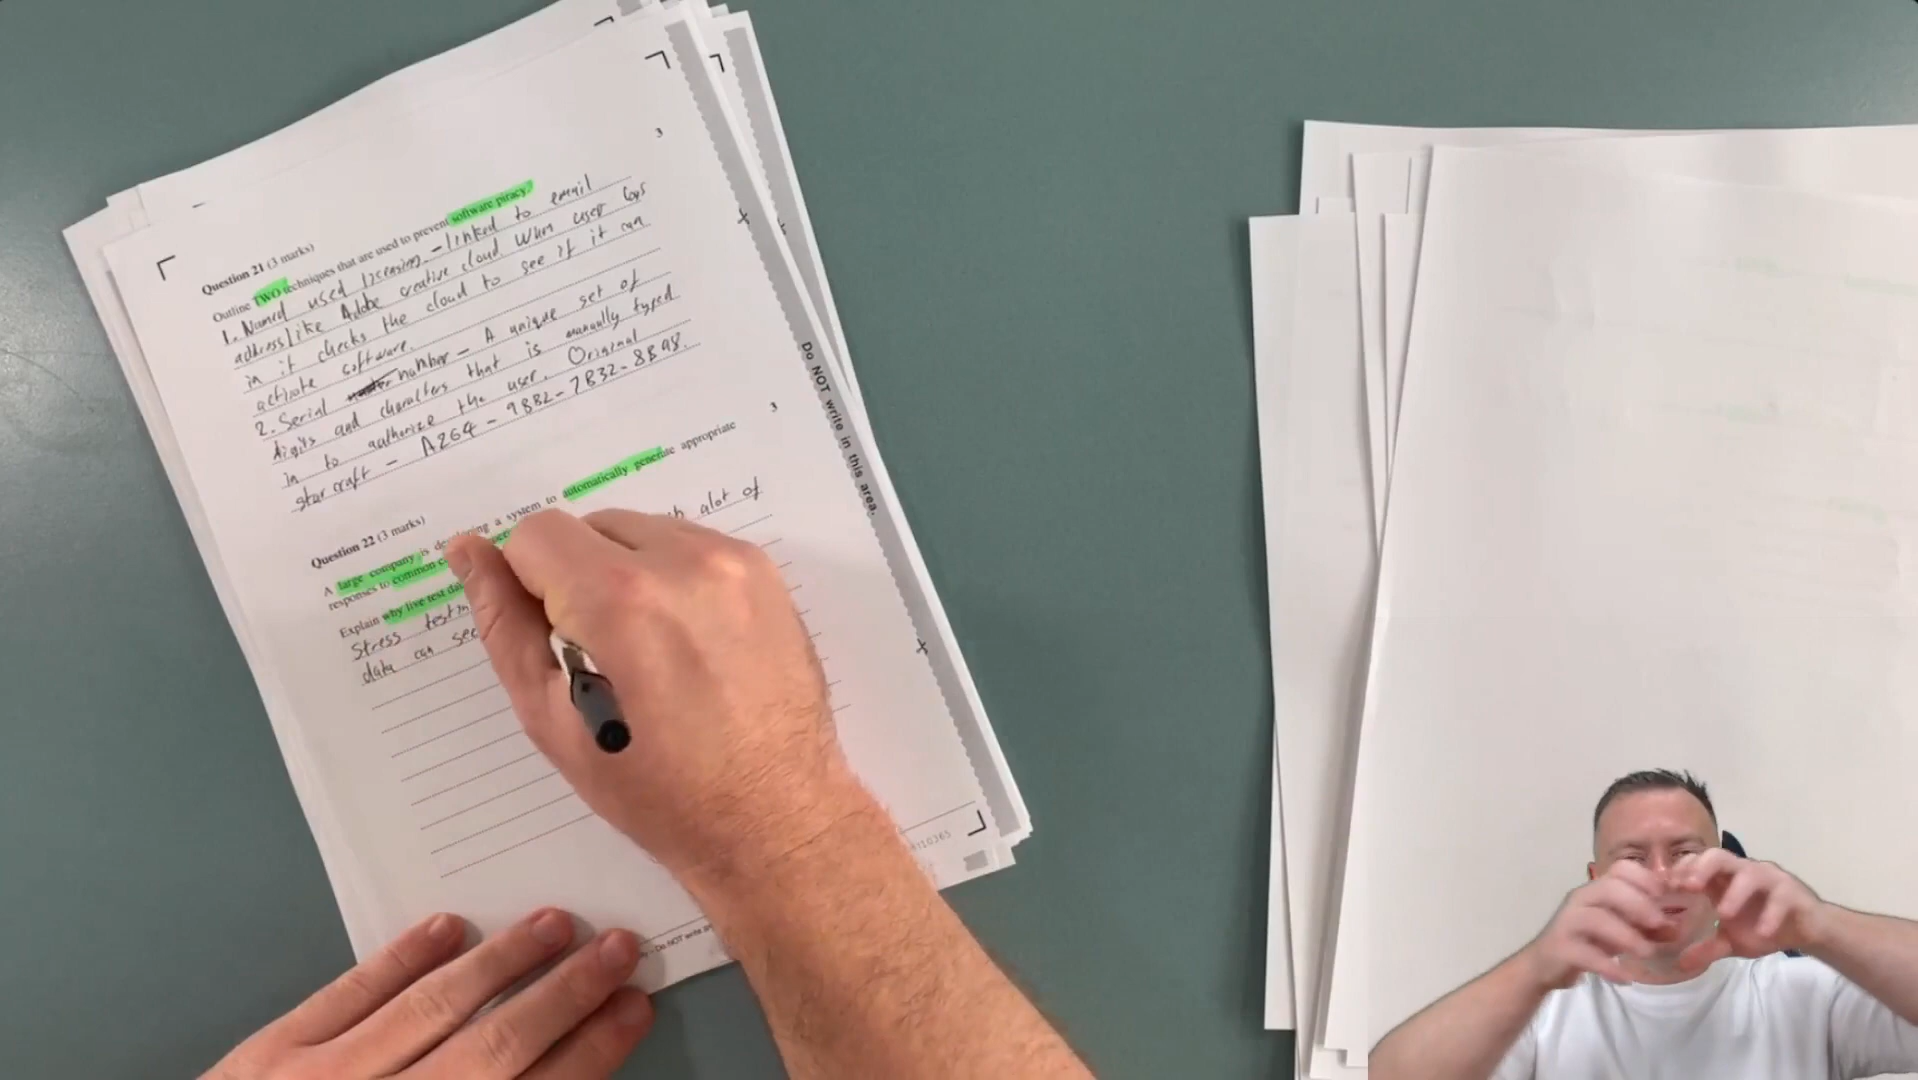 3
Question 21 (3 marks)
Outline TWO techniques that are used to prevent software piracy.
1. Named used licensing - linked to email
address/like Adobe creative cloud. When user logs
in it checks the cloud to see if it can
activate software.
2. Serial number - A unique set of
digits and characters that is manually typed
in to authorize the user. Original
star craft - A264 - 9882 - 7832 - 8898.
3
Question 22 (3 marks)
A large company is developing a system to automatically generate appropriate
responses to common
Explain why live test
Stress alot of
data can
Do NOT write in this area.
Do NOT write